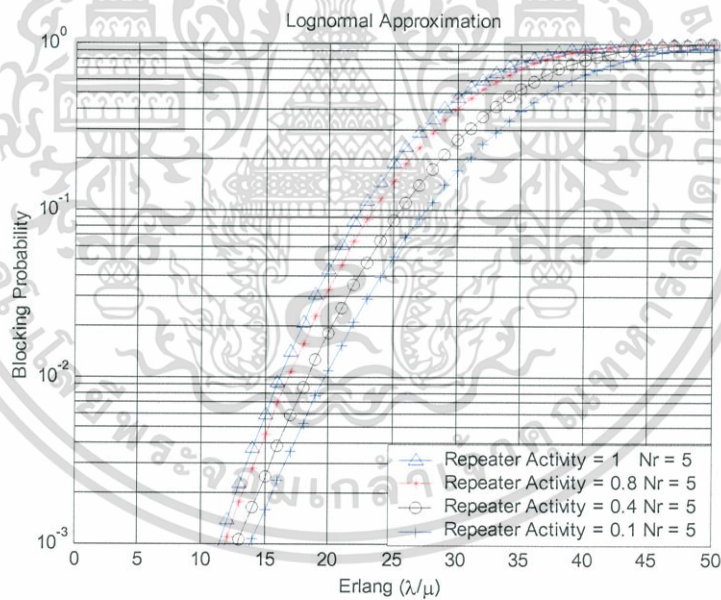 Lognormal Approximation
10^0
10^-1
10^-2
10^-3
Blocking Probability
Repeater Activity = 1 Nr = 5
Repeater Activity = 0.8 Nr = 5
Repeater Activity = 0.4 Nr = 5
Repeater Activity = 0.1 Nr = 5
0 5 10 15 20 25 30 35 40 45 50
Erlang (λ/μ)